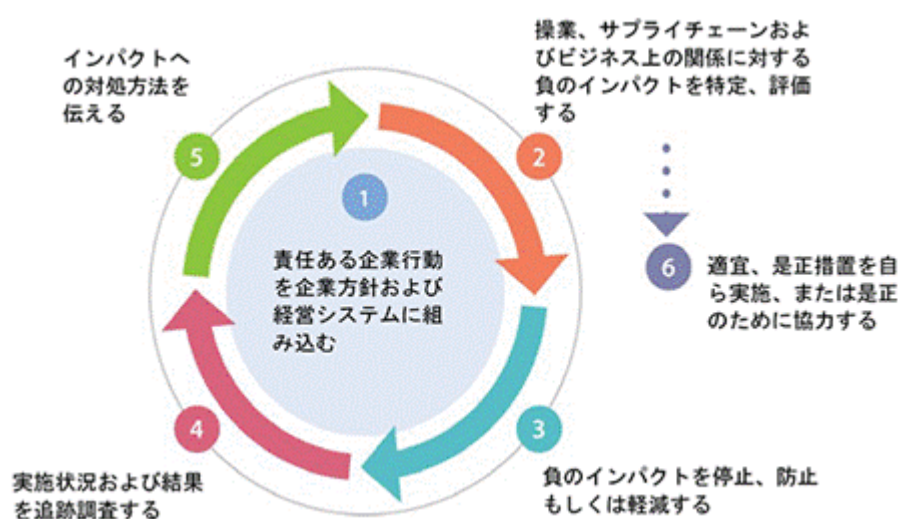 1
責任ある企業行動
を企業方針および
経営システムに組
み込む
2
操業、サプライチェーンおよ
びビジネス上の関係に対する
負のインパクトを特定、評価
する
3
負のインパクトを停止、防止
もしくは軽減する
4
実施状況および結果
を追跡調査する
5
インパクトへ
の対処方法を
伝える
6
適宜、是正措置を自
ら実施、または是正
のために協力する